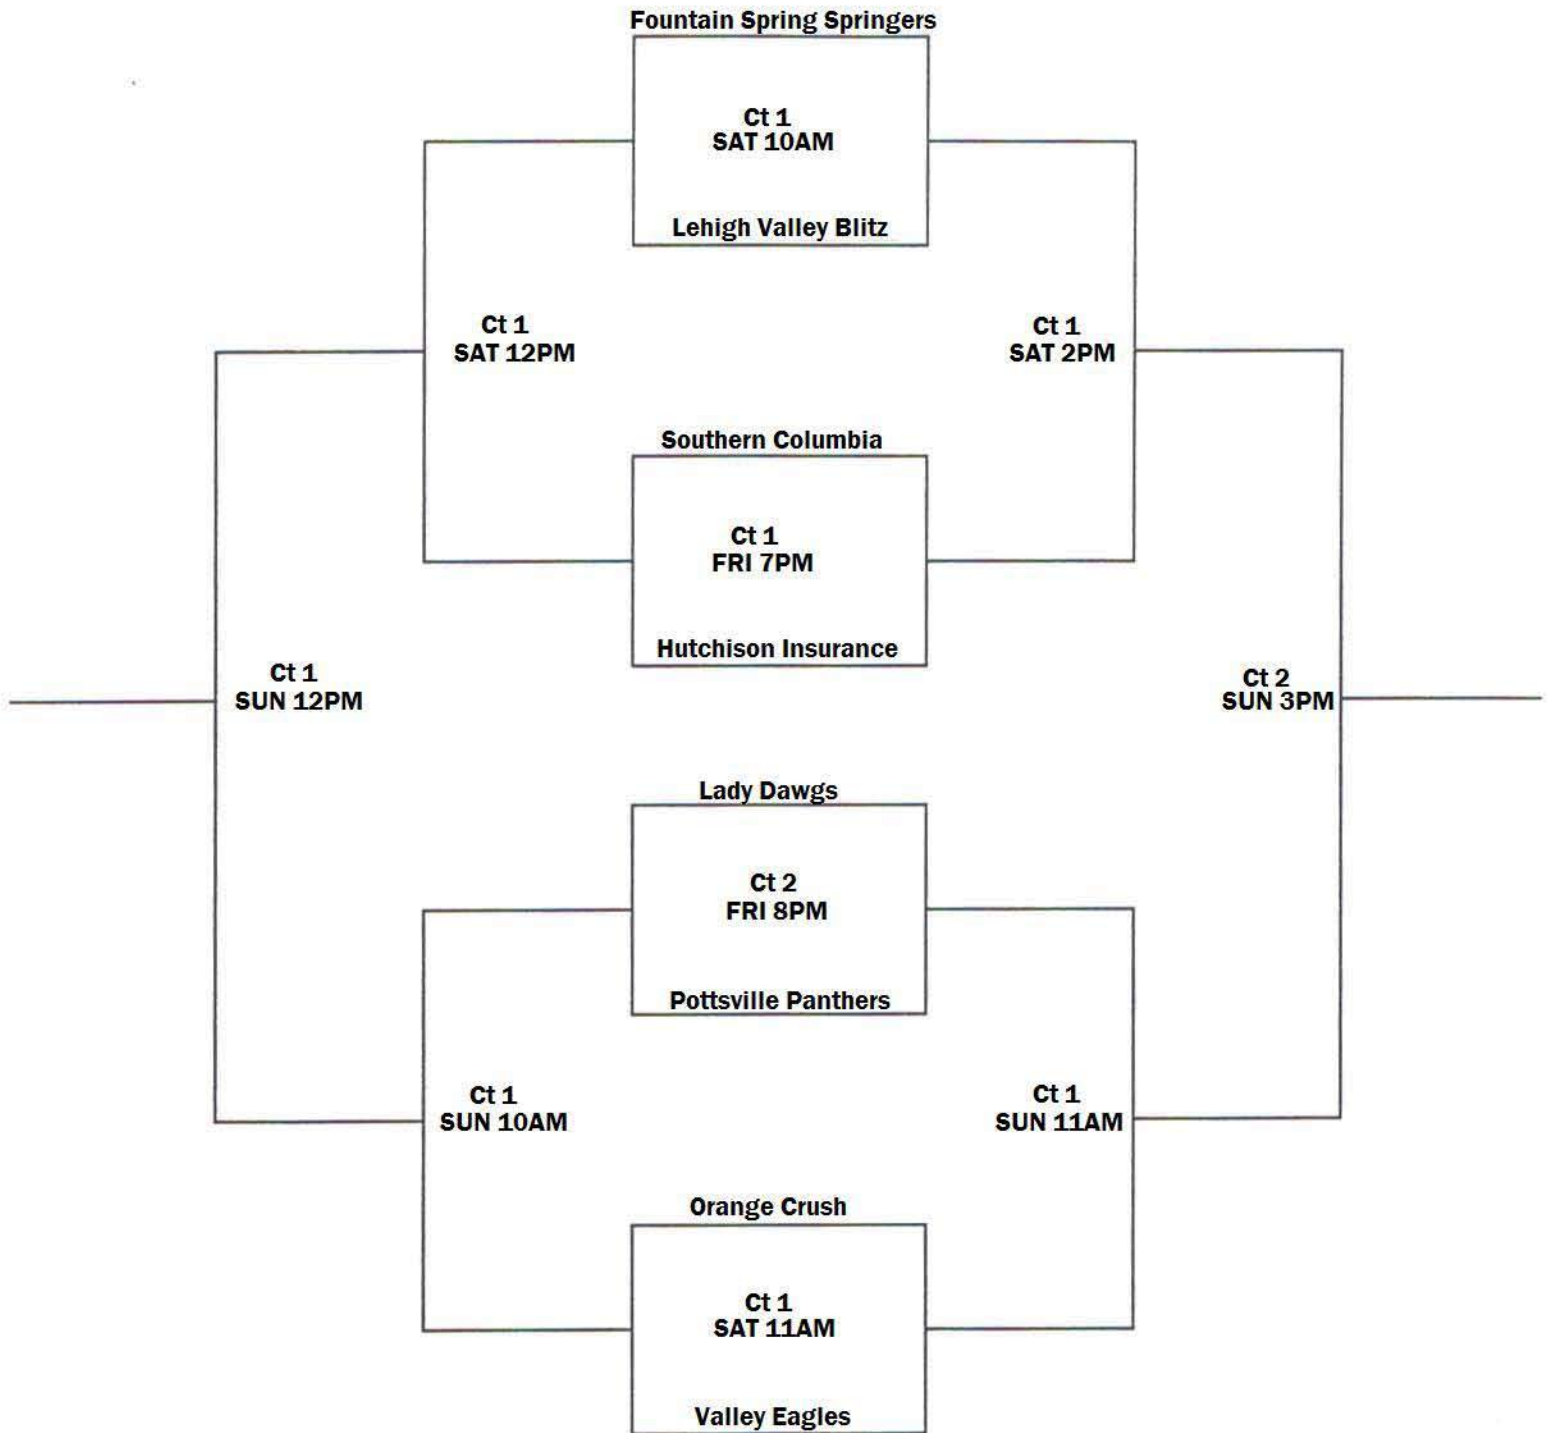 Fountain Spring Springers
Ct 1
SAT 10AM
Lehigh Valley Blitz
Ct 1
SAT 12PM
Ct 1
SAT 2PM
Southern Columbia
Ct 1
FRI 7PM
Hutchison Insurance
Ct 1
SUN 12PM
Ct 2
SUN 3PM
Lady Dawgs
Ct 2
FRI 8PM
Pottsville Panthers
Ct 1
SUN 10AM
Ct 1
SUN 11AM
Orange Crush
Ct 1
SAT 11AM
Valley Eagles